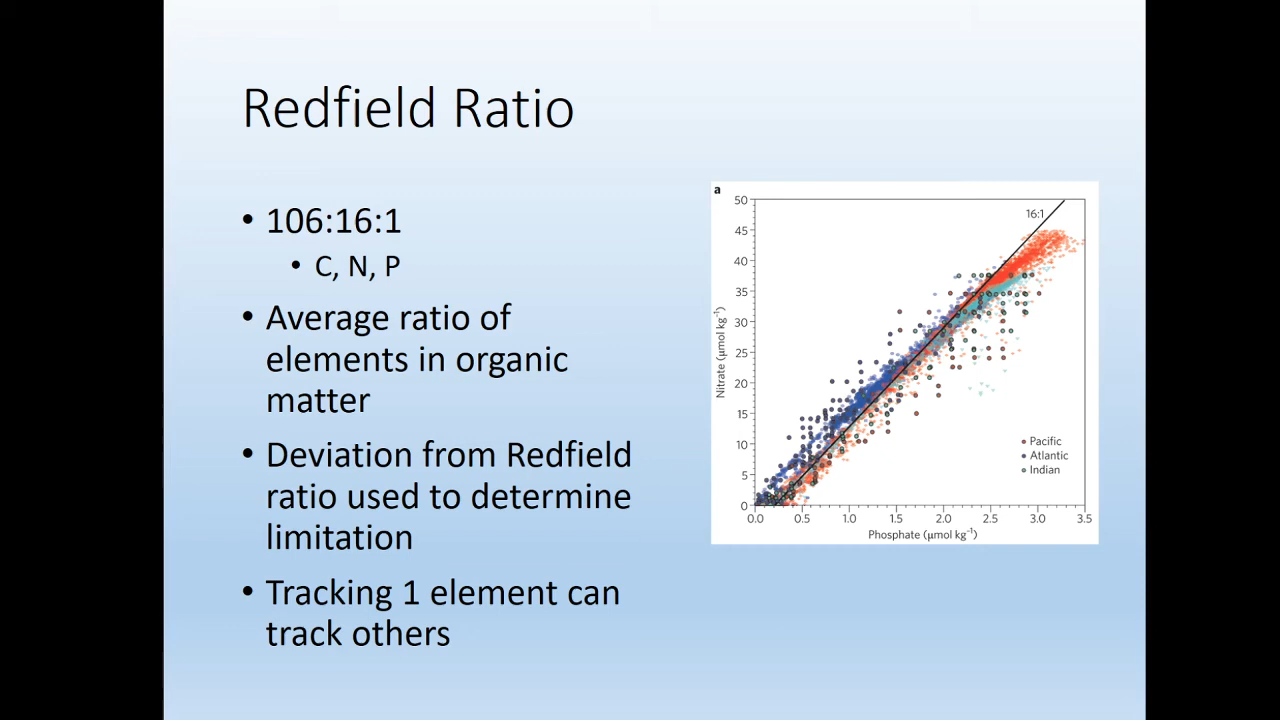 Redfield Ratio
• 106:16:1
• C, N, P
• Average ratio of
elements in organic
matter
• Deviation from Redfield
ratio used to determine
limitation
• Tracking 1 element can
track others
a
50
45
40
35
30
25
20
15
10
5
0
Nitrate (μmol kg⁻¹)
16:1
Pacific
Atlantic
Indian
0.0 0.5 1.0 1.5 2.0 2.5 3.0 3.5
Phosphate (μmol kg⁻¹)